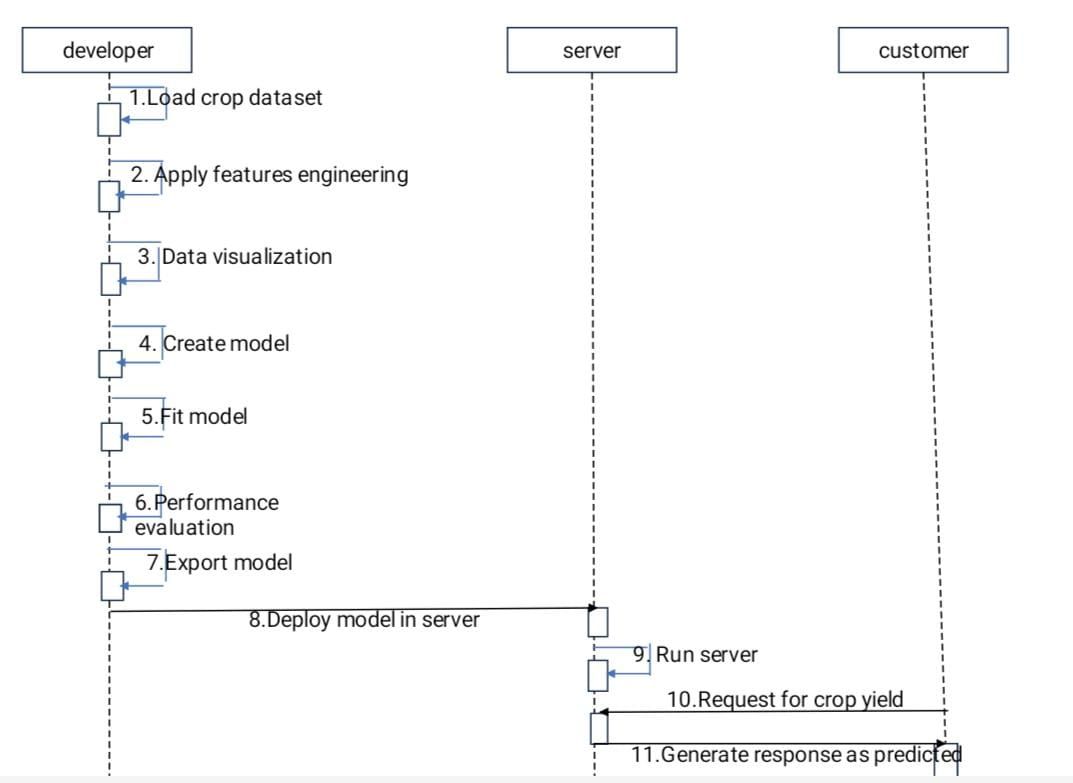 developer
server
customer
1.Load crop dataset
2. Apply features engineering
3. Data visualization
4. Create model
5.Fit model
6.Performance
evaluation
7.Export model
8.Deploy model in server
9. Run server
10.Request for crop yield
11.Generate response as predicted